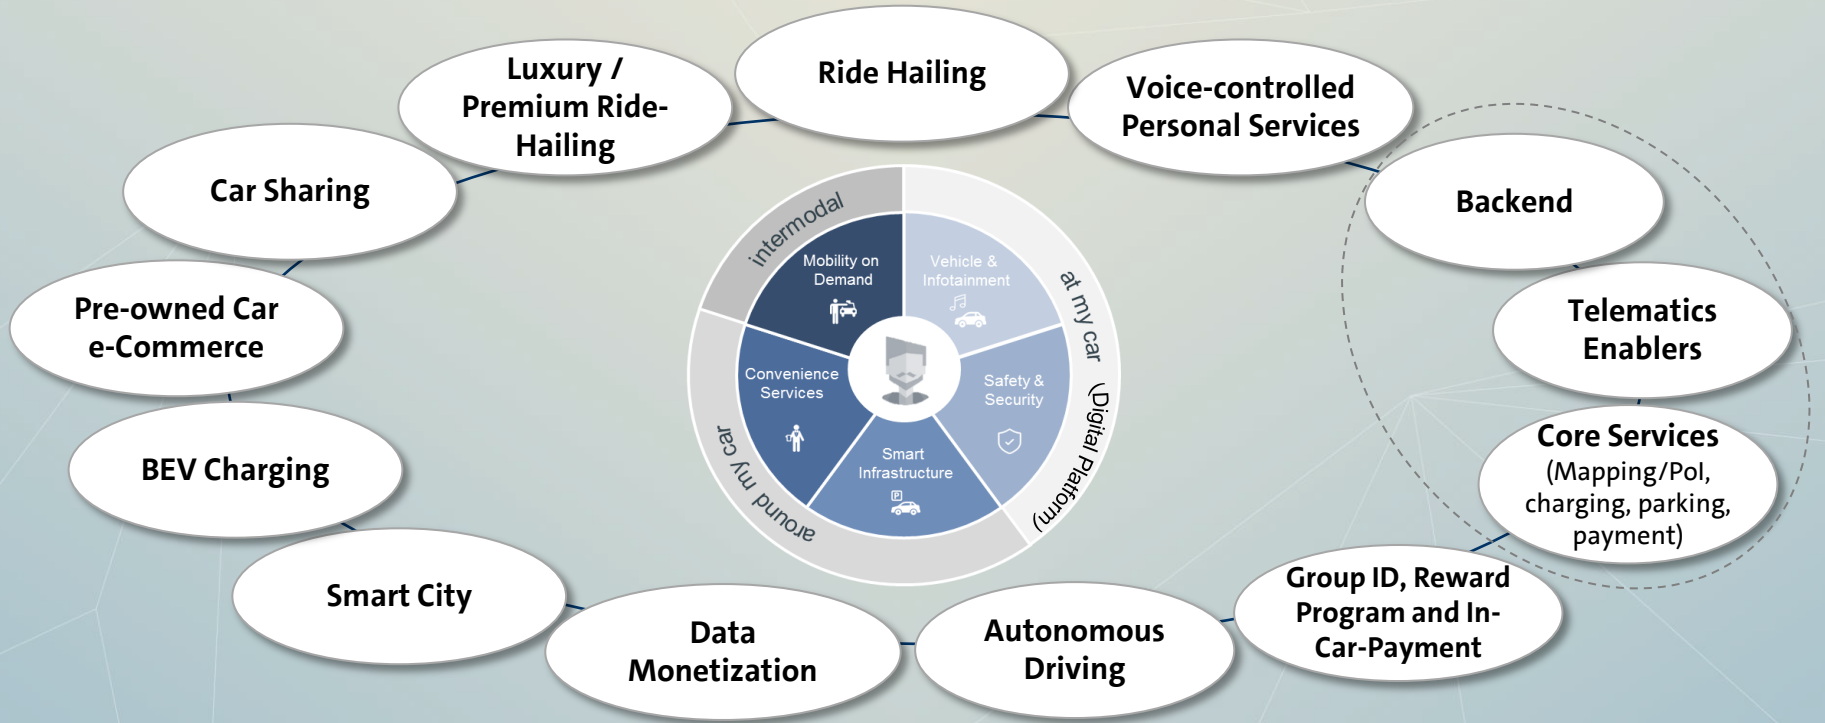 Ride Hailing
Luxury /
Premium Ride-
Hailing
Voice-controlled
Personal Services
Car Sharing
Backend
Pre-owned Car
e-Commerce
Telematics
Enablers
BEV Charging
Core Services
(Mapping/PoI,
charging, parking,
payment)
Smart City
Group ID, Reward
Program and In-
Car-Payment
Data
Monetization
Autonomous
Driving
intermodal
at my car (Digital Platform)
around my car
Mobility on
Demand
Vehicle &
Infotainment
Convenience
Services
Safety &
Security
Smart
Infrastructure
P